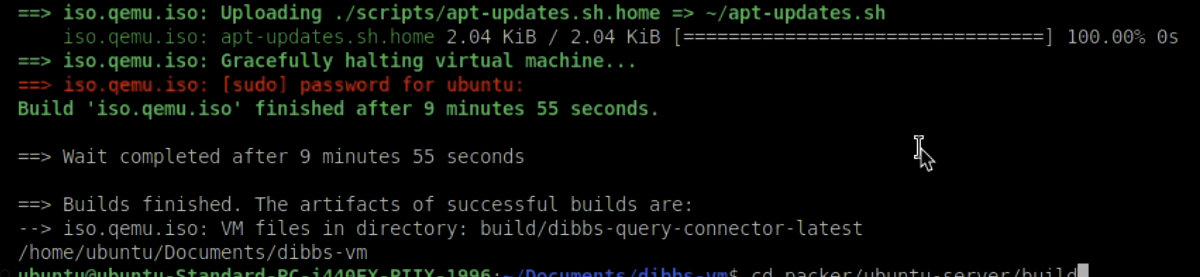 ==> iso.qemu.iso: Uploading ./scripts/apt-updates.sh.home => ~/apt-updates.sh
iso.qemu.iso: apt-updates.sh.home 2.04 KiB / 2.04 KiB [================================] 100.00% 0s
==> iso.qemu.iso: Gracefully halting virtual machine...
==> iso.qemu.iso: [sudo] password for ubuntu:
Build 'iso.qemu.iso' finished after 9 minutes 55 seconds.
==> Wait completed after 9 minutes 55 seconds
==> Builds finished. The artifacts of successful builds are:
--> iso.qemu.iso: VM files in directory: build/dibbs-query-connector-latest
/home/ubuntu/Documents/dibbs-vm
ubuntu@ubuntu-Standard-PC-i440FX-PIIX-1996:~/Documents/dibbs-vm$ cd packer/ubuntu-server/build